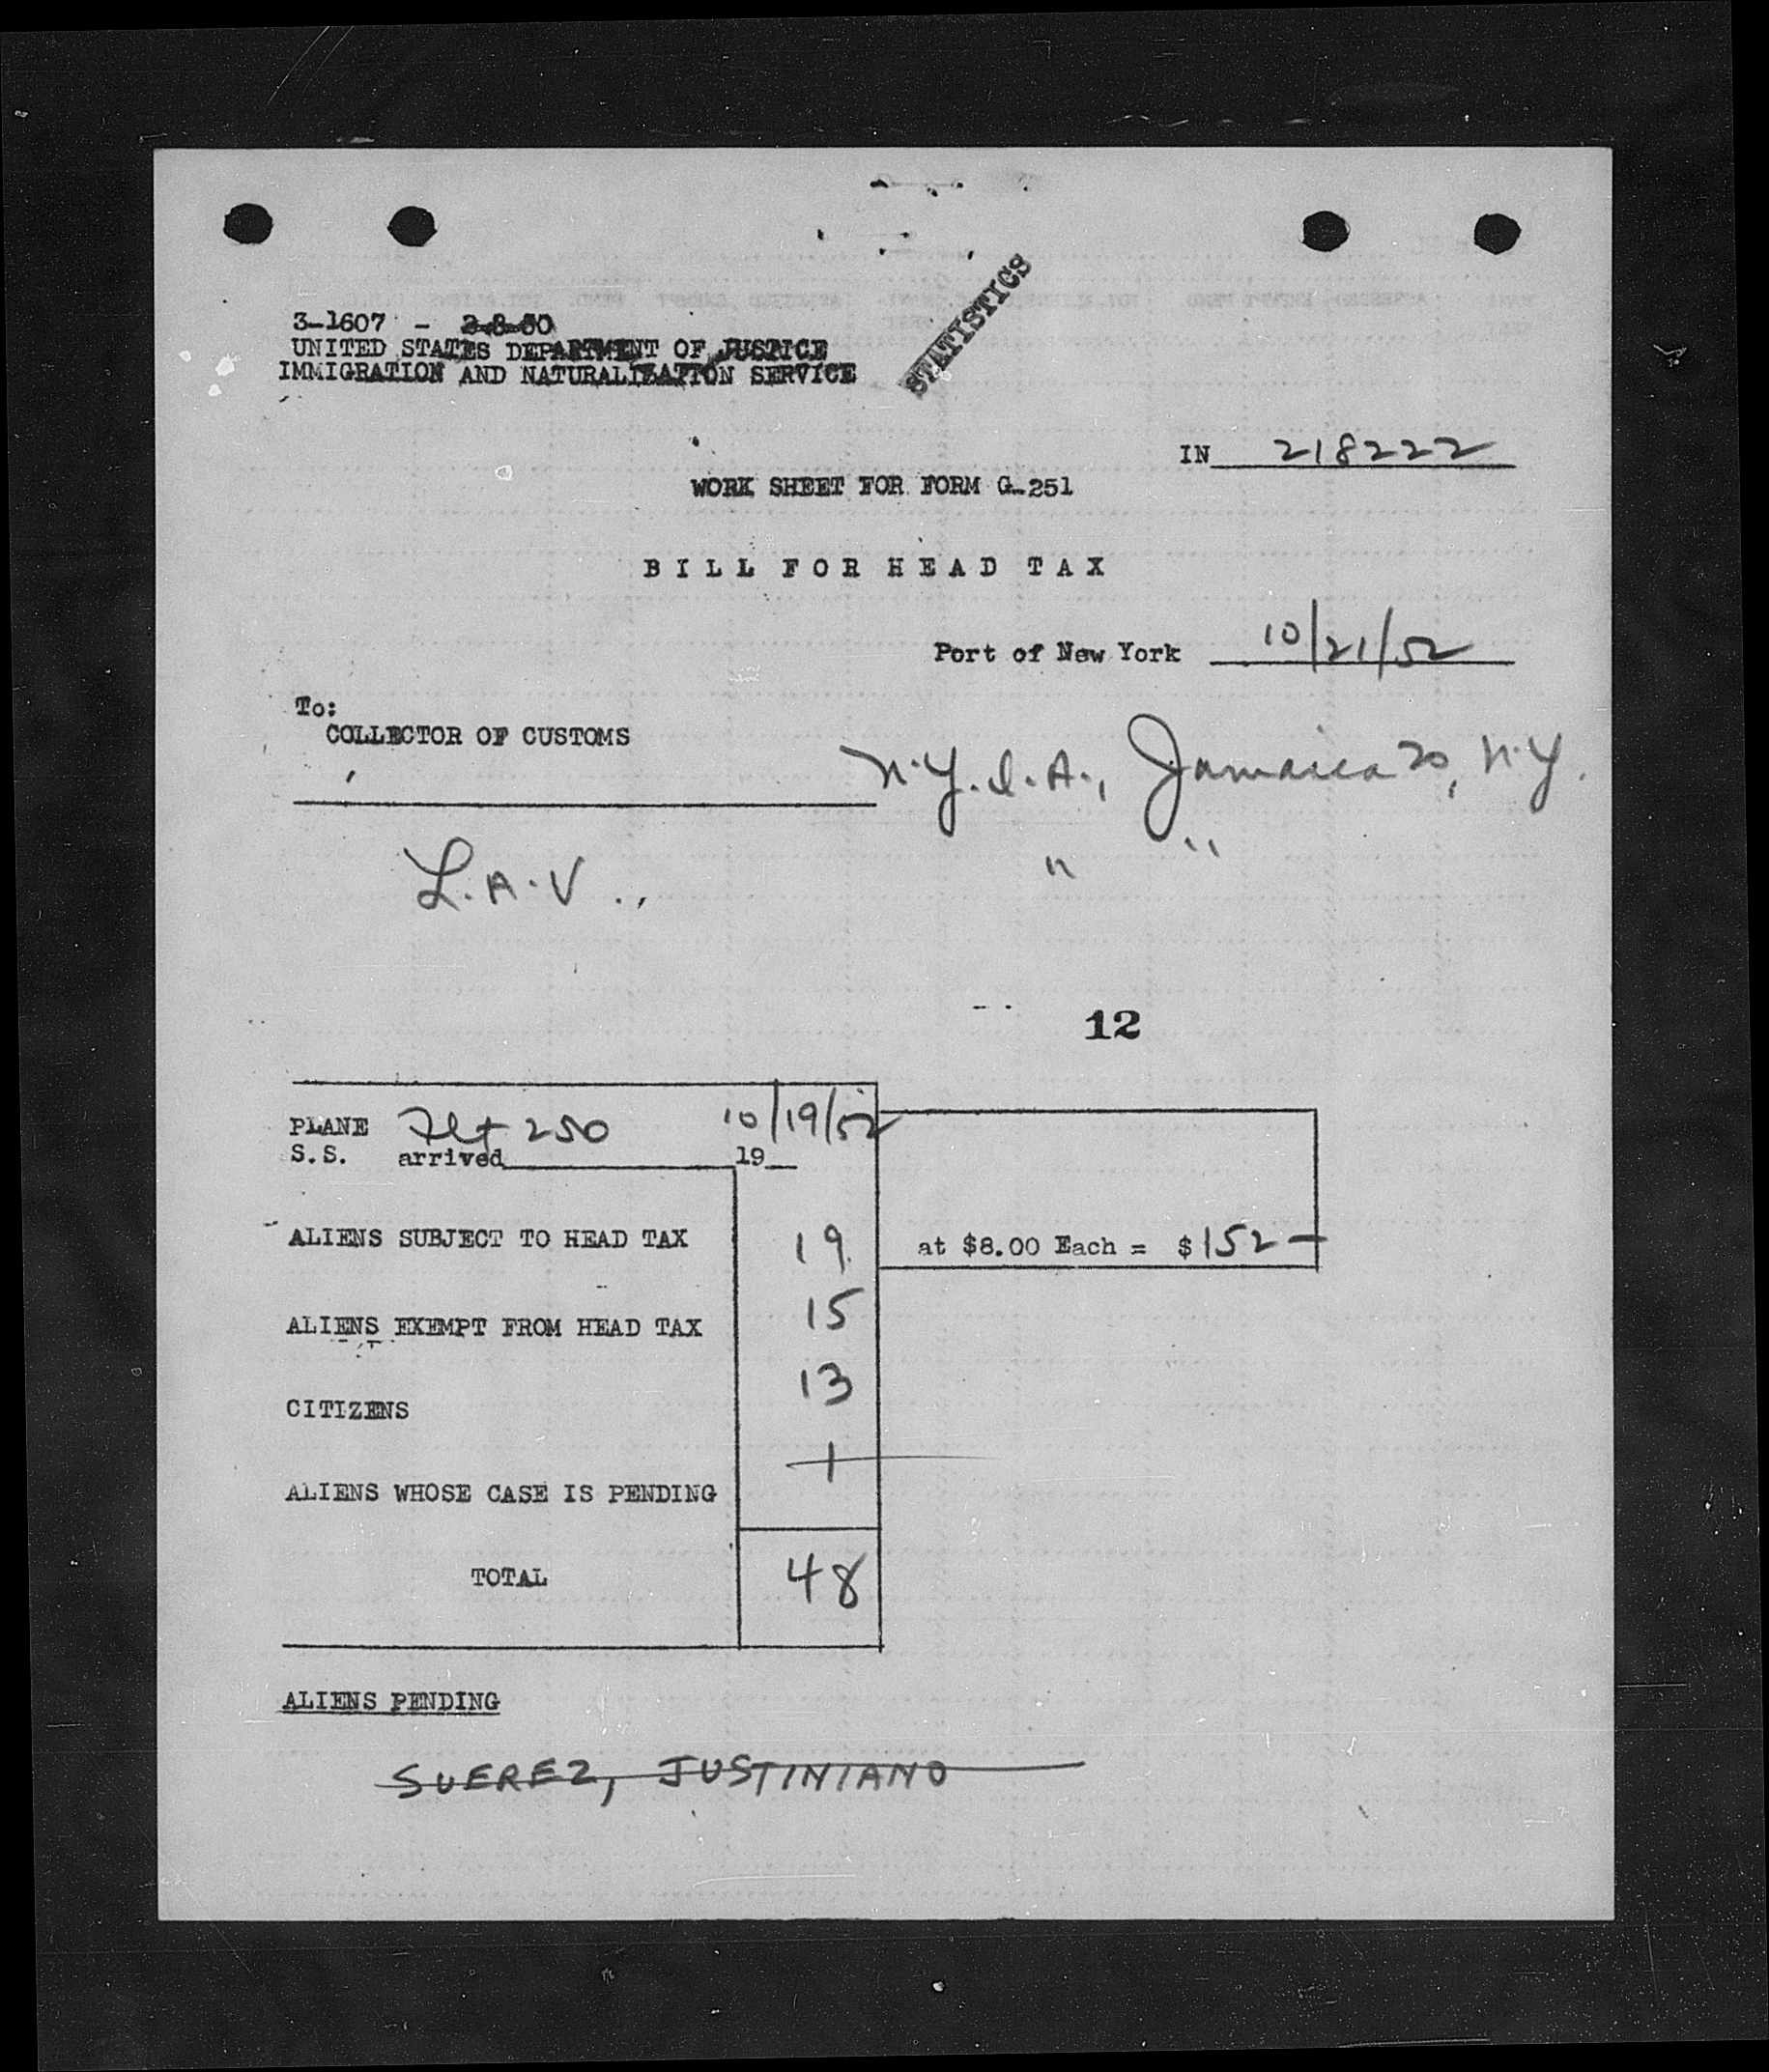 3-1607 - 2-8-50
UNITED STATES DEPARTMENT OF JUSTICE
IMMIGRATION AND NATURALIZATION SERVICE
STATISTICS
IN 218222
WORK SHEET FOR FORM G-251
BILL FOR HEAD TAX
Port of New York 10/21/52
To:
COLLECTOR OF CUSTOMS
N.Y.I.A., Jamaica 20, N.Y.
L.A.V., " "
12
PLANE Flt 250 10/19/52
S.S. arrived 19
ALIENS SUBJECT TO HEAD TAX 19 at $8.00 Each = $152-
ALIENS EXEMPT FROM HEAD TAX 15
CITIZENS 13
ALIENS WHOSE CASE IS PENDING 1
TOTAL 48
ALIENS PENDING
SUEREZ, JUSTINIANO